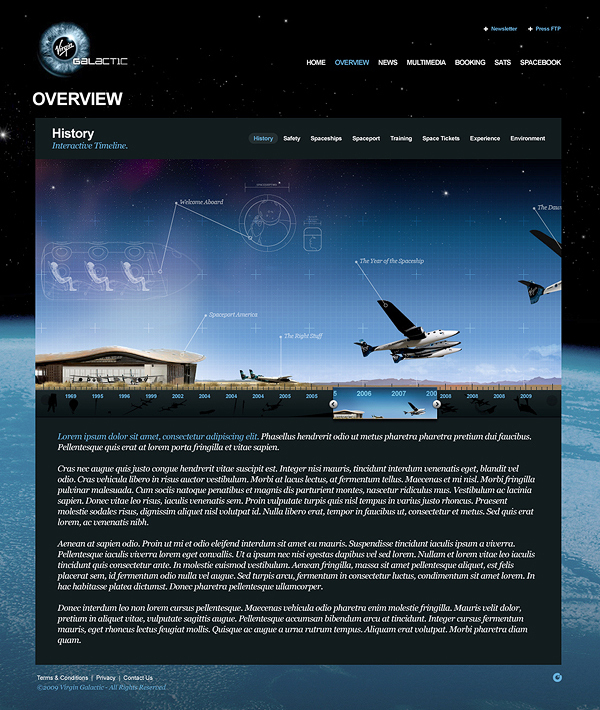 Newsletter Press FTP
Virgin
GALACTIC
HOME OVERVIEW NEWS MULTIMEDIA BOOKING SATS SPACEBOOK
OVERVIEW
History
Interactive Timeline.
History Safety Spaceships Spaceport Training Space Tickets Experience Environment
Welcome Aboard
The Dawn
The Year of the Spaceship
Spaceport America
The Right Stuff
1969 1995 1996 2002 2004 2004 2005 2005 2006 2007 200 2008 2008 2009
Lorem ipsum dolor sit amet, consectetur adipiscing elit. Phasellus hendrerit odio ut metus pharetra pharetra pretium dui faucibus.
Pellentesque quis erat at lorem porta fringilla et vitae sapien.
Cras nec augue quis justo congue hendrerit vitae suscipit est. Integer nisi mauris, tincidunt interdum venenatis eget, blandit vel
odio. Cras vehicula libero in risus auctor vestibulum. Morbi at lacus lectus, at fermentum tellus. Maecenas et mi nisl. Morbi fringilla
pulvinar malesuada. Cum sociis natoque penatibus et magnis dis parturient montes, nascetur ridiculus mus. Vestibulum ac lacinia
sapien. Donec vitae leo risus, iaculis venenatis sem. Proin vulputate turpis quis nisl tempus in varius justo rhoncus. Praesent
molestie sodales risus, dignissim aliquet nisl volutpat id. Nulla libero erat, tempor in faucibus ut, consectetur et metus. Sed quis erat
lorem, ac venenatis nibh.
Aenean at sapien odio. Proin ut mi et odio eleifend interdum sit amet eu mauris. Suspendisse tincidunt iaculis ipsum a viverra.
Pellentesque iaculis viverra lorem eget convallis. Ut a ipsum nec nisi egestas dapibus vel sed lorem. Nullam et lorem vitae leo iaculis
tincidunt quis consectetur ante. In molestie euismod vestibulum. Aenean fringilla, massa sit amet pellentesque aliquet, est felis
placerat sem, id fermentum odio nulla vel augue. Sed turpis arcu, fermentum in consectetur luctus, condimentum sit amet lorem. In
hac habitasse platea dictumst. Donec pharetra pellentesque ullamcorper.
Donec interdum leo non lorem cursus pellentesque. Maecenas vehicula odio pharetra enim molestie fringilla. Mauris velit dolor,
pretium in aliquet vitae, vulputate sagittis augue. Pellentesque accumsan bibendum arcu at tincidunt. Integer cursus fermentum
mauris, eget rhoncus lectus feugiat mollis. Quisque ac augue a urna rutrum tempus. Aliquam erat volutpat. Morbi pharetra diam
quam.
Terms & Conditions | Privacy | Contact Us
©2009 Virgin Galactic - All Rights Reserved.